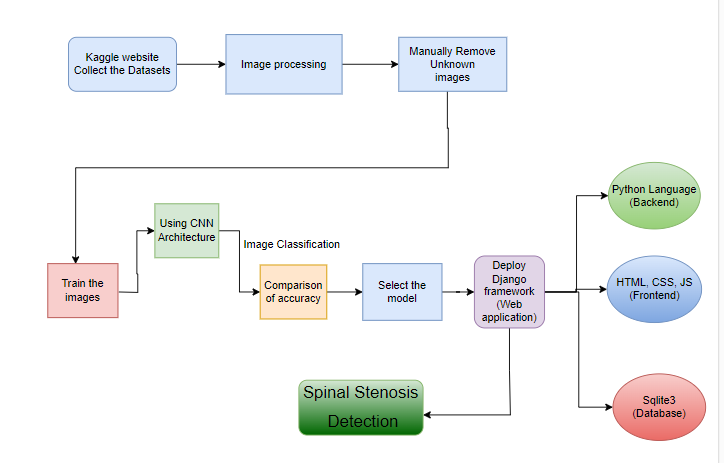 Kaggle website
Collect the Datasets
Image processing
Manually Remove
Unknown
images
Python Language
(Backend)
Using CNN
Architecture
Image Classification
Train the
images
Comparison
of accuracy
Select the
model
Deploy
Django
framework
(Web
application)
HTML, CSS, JS
(Frontend)
Spinal Stenosis
Detection
Sqlite3
(Database)